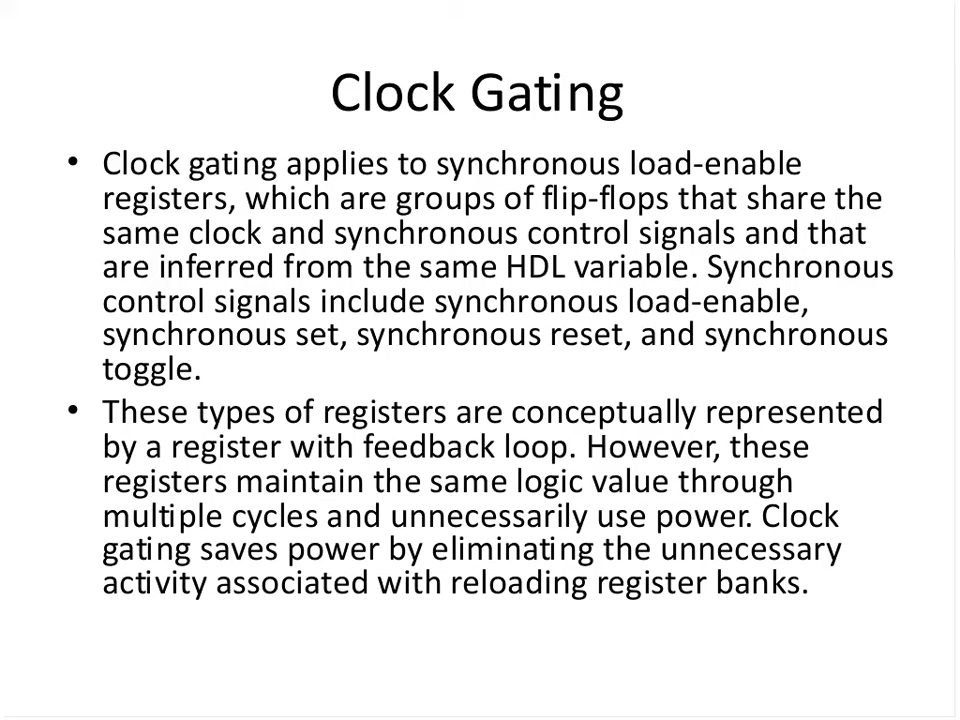 Clock Gating
• Clock gating applies to synchronous load-enable
registers, which are groups of flip-flops that share the
same clock and synchronous control signals and that
are inferred from the same HDL variable. Synchronous
control signals include synchronous load-enable,
synchronous set, synchronous reset, and synchronous
toggle.
• These types of registers are conceptually represented
by a register with feedback loop. However, these
registers maintain the same logic value through
multiple cycles and unnecessarily use power. Clock
gating saves power by eliminating the unnecessary
activity associated with reloading register banks.